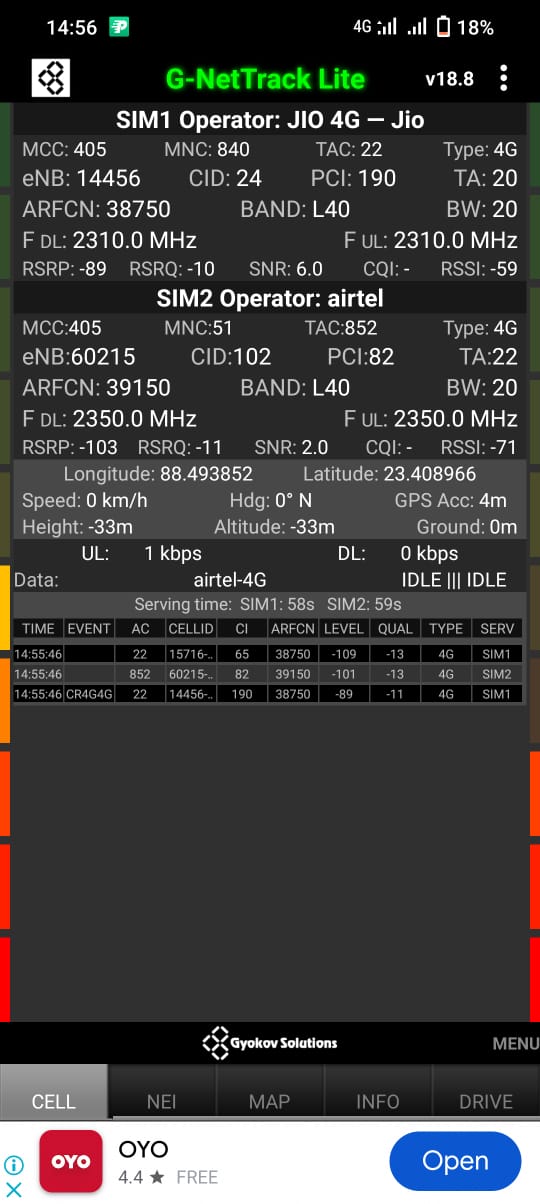 14:56 4G 18%
G-NetTrack Lite v18.8
SIM1 Operator: JIO 4G — Jio
MCC: 405 MNC: 840 TAC: 22 Type: 4G
eNB: 14456 CID: 24 PCI: 190 TA: 20
ARFCN: 38750 BAND: L40 BW: 20
F DL: 2310.0 MHz F UL: 2310.0 MHz
RSRP: -89 RSRQ: -10 SNR: 6.0 CQI: - RSSI: -59
SIM2 Operator: airtel
MCC:405 MNC:51 TAC:852 Type: 4G
eNB:60215 CID:102 PCI:82 TA:22
ARFCN: 39150 BAND: L40 BW: 20
F DL: 2350.0 MHz F UL: 2350.0 MHz
RSRP: -103 RSRQ: -11 SNR: 2.0 CQI: - RSSI: -71
Longitude: 88.493852 Latitude: 23.408966
Speed: 0 km/h Hdg: 0° N GPS Acc: 4m
Height: -33m Altitude: -33m Ground: 0m
UL: 1 kbps DL: 0 kbps
Data: airtel-4G IDLE ||| IDLE
Serving time: SIM1: 58s SIM2: 59s
TIME EVENT AC CELLID CI ARFCN LEVEL QUAL TYPE SERV
14:55:46 22 15716-.. 65 38750 -109 -13 4G SIM1
14:55:46 852 60215-.. 82 39150 -101 -13 4G SIM2
14:55:46 CR4G4G 22 14456-.. 190 38750 -89 -11 4G SIM1
Gyokov Solutions MENU
CELL NEI MAP INFO DRIVE
OYO
OYO
4.4 ★ FREE
Open